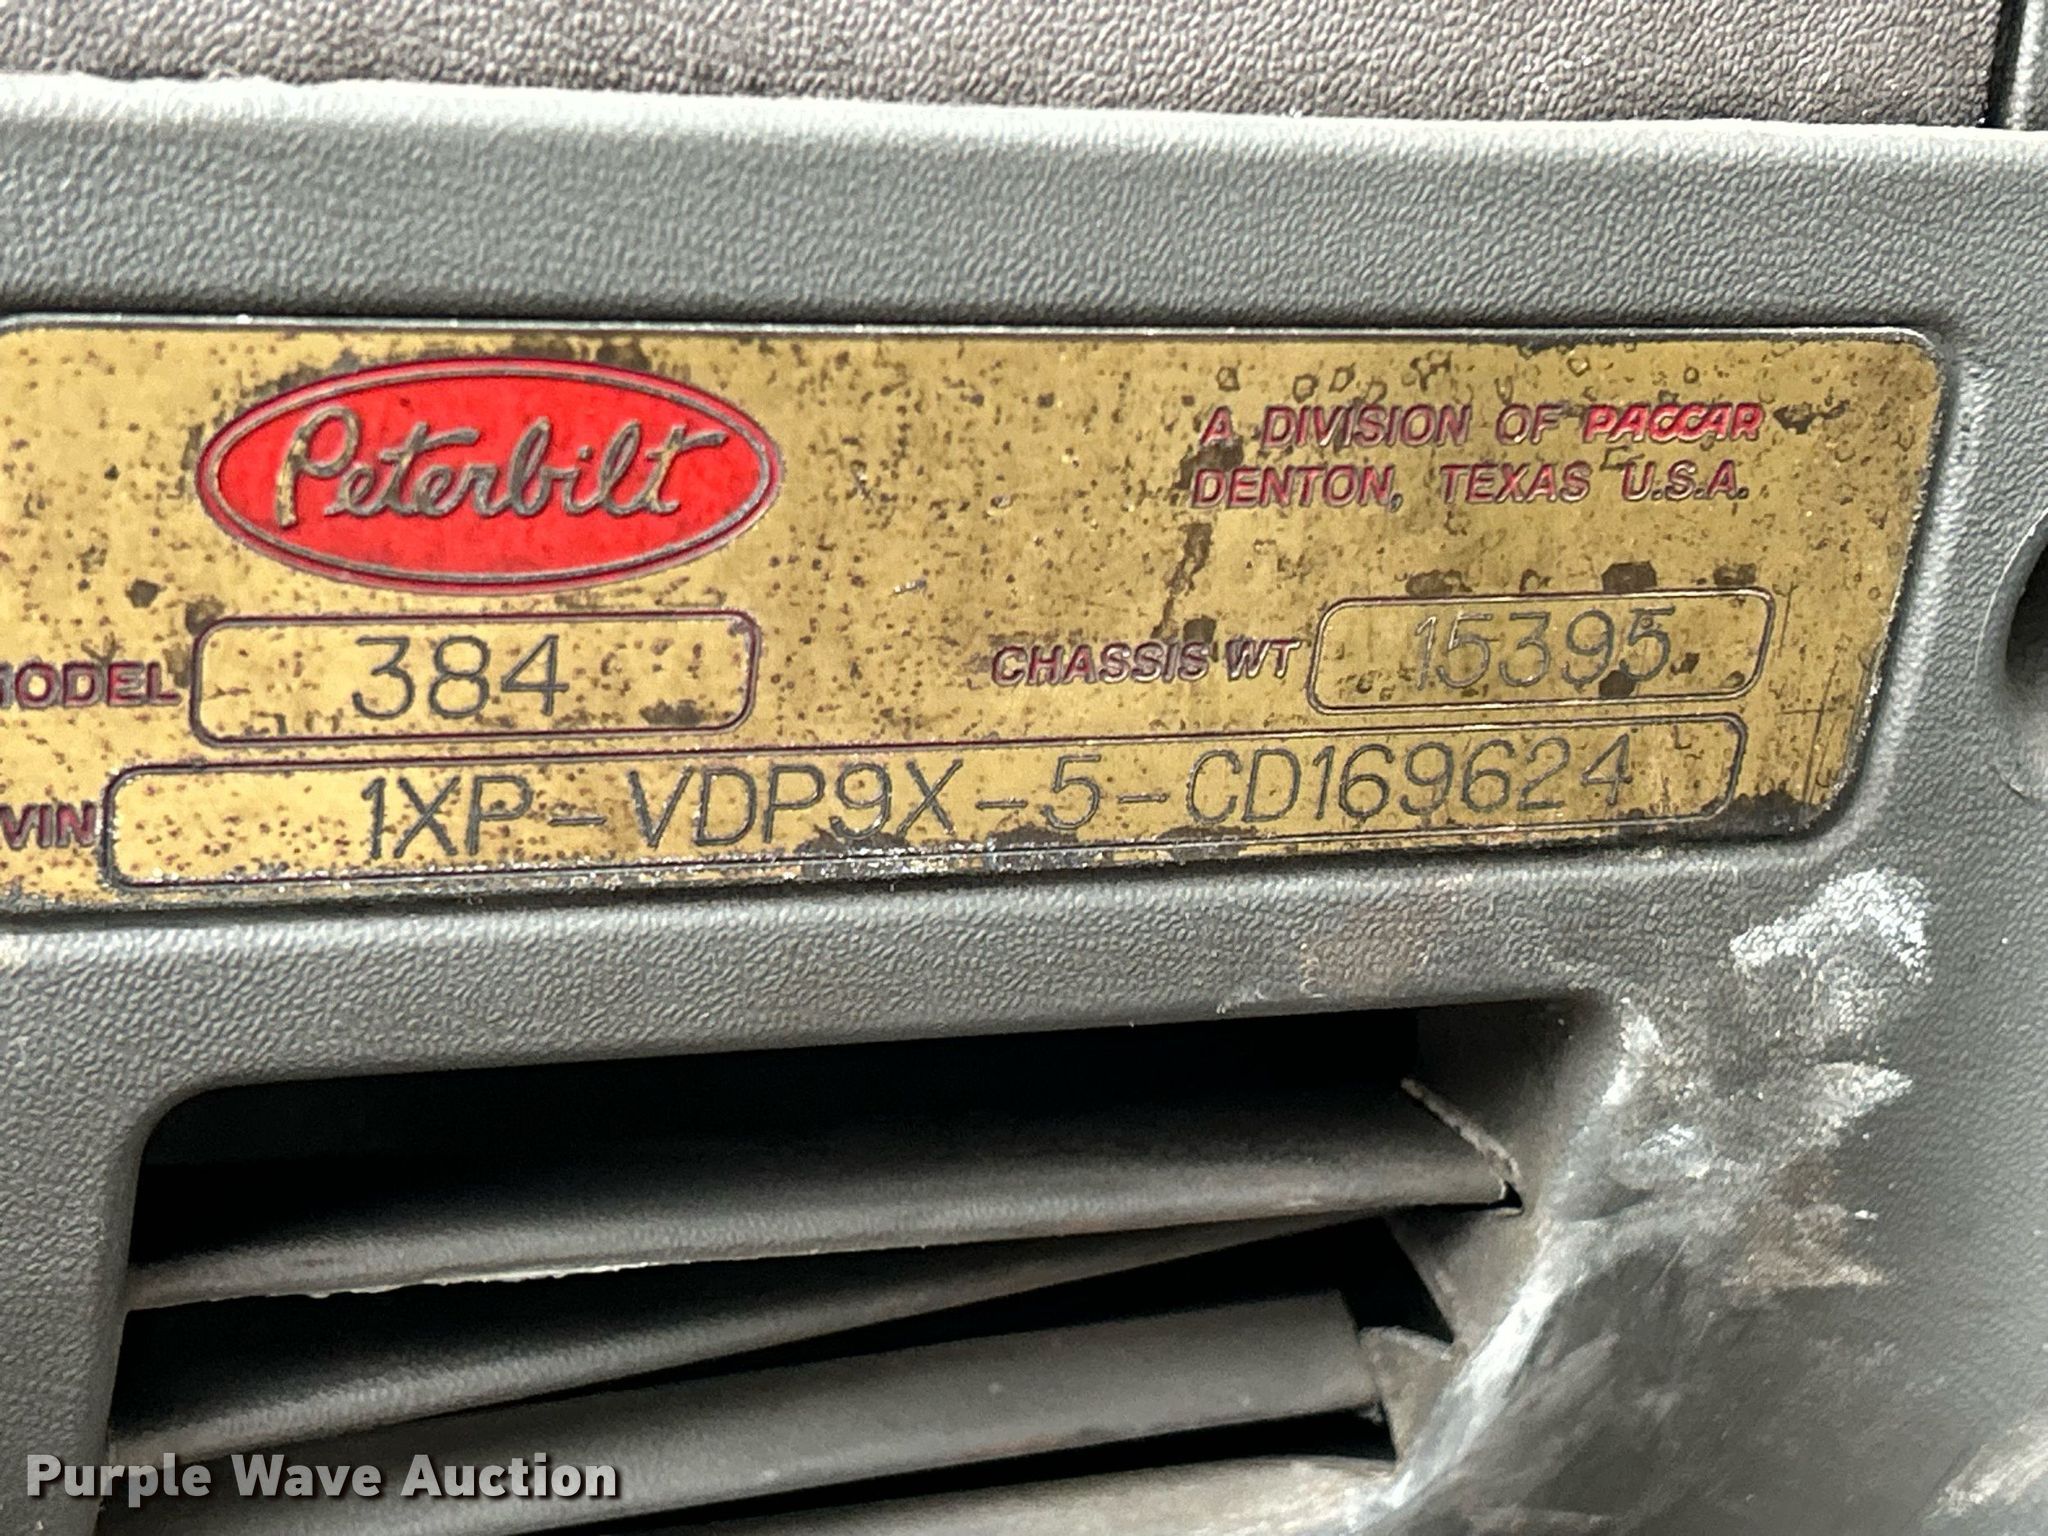 Peterbilt
A DIVISION OF PACCAR
DENTON, TEXAS U.S.A.
MODEL 384 CHASSIS WT 15395
VIN 1XP-VDP9X-5-CD169624
Purple Wave Auction